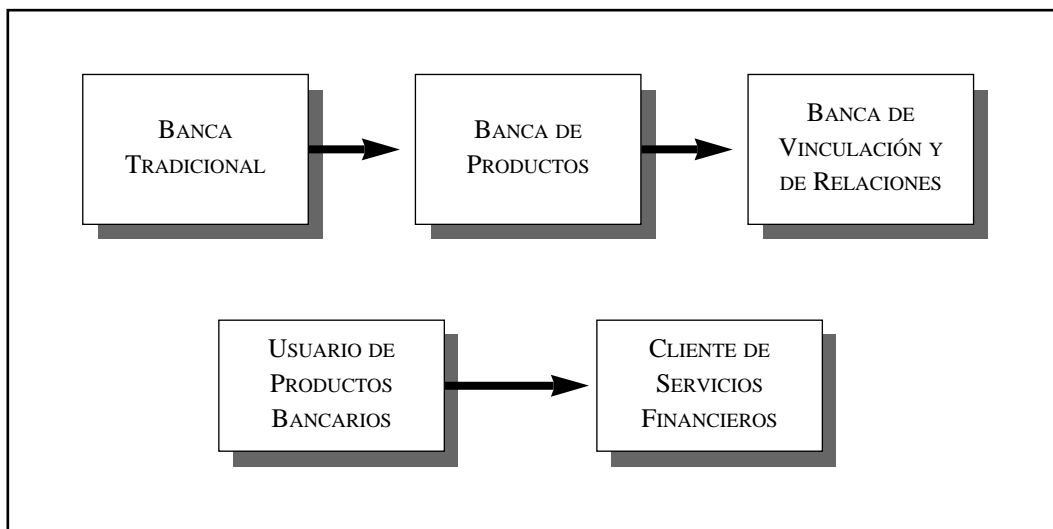 BANCA
TRADICIONAL
BANCA DE
PRODUCTOS
BANCA DE
VINCULACIÓN Y
DE RELACIONES
USUARIO DE
PRODUCTOS
BANCARIOS
CLIENTE DE
SERVICIOS
FINANCIEROS